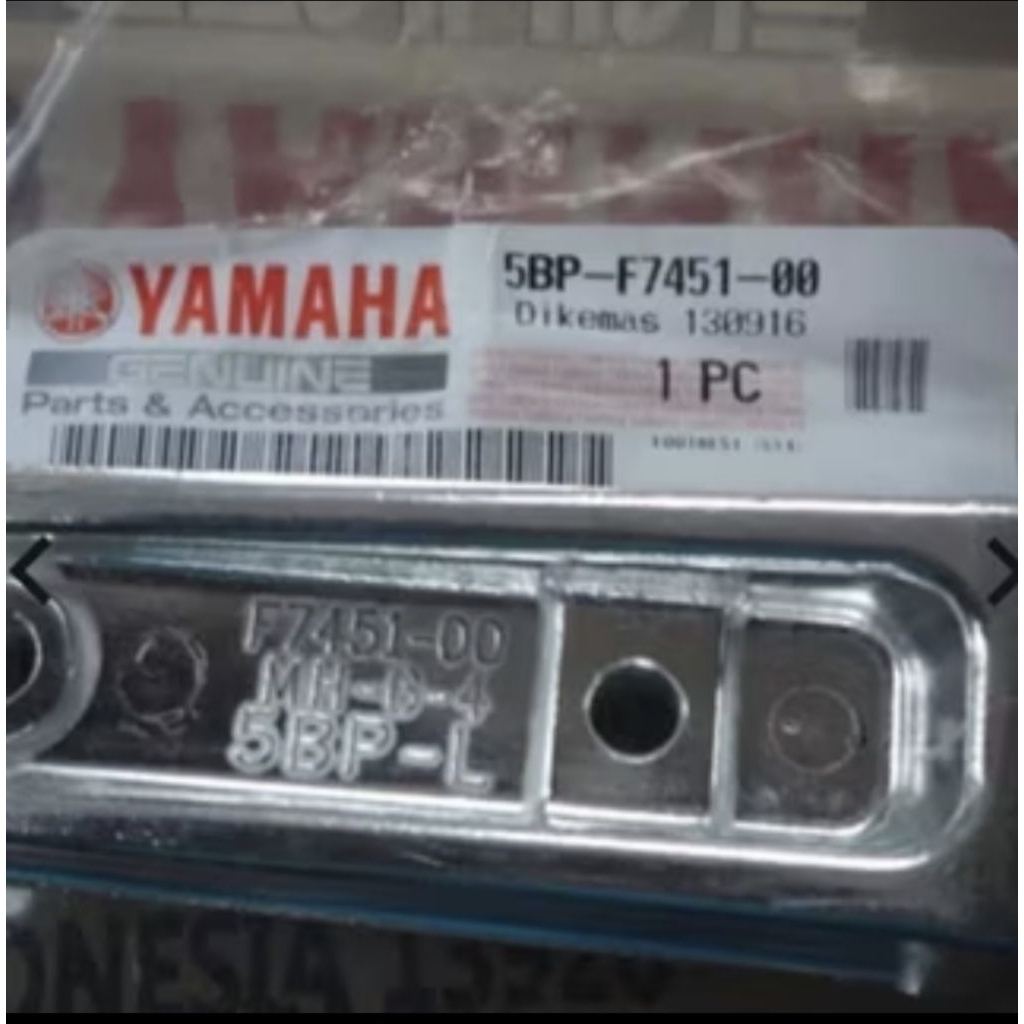 YAMAHA
GENUINE
Parts & Accessories
5BP-F7451-00
Dikemas 130916
1 PC
F7451-00
5BP-L